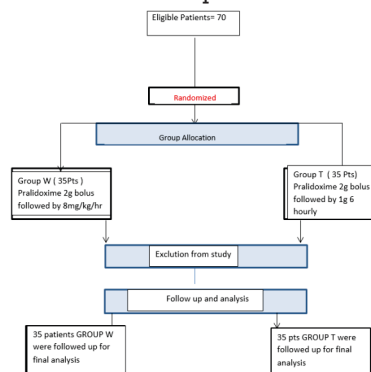 Eligible Patients= 70
Randomized
Group Allocation
Group W ( 35Pts )
Pralidoxime 2g bolus
followed by 8mg/kg/hr
Group T ( 35 Pts)
Pralidoxime 2g bolus
followed by 1g 6
hourly
Exclution from study
Follow up and analysis
35 patients GROUP W
were followed up for
final analysis
35 pts GROUP T were
followed up for final
analysis